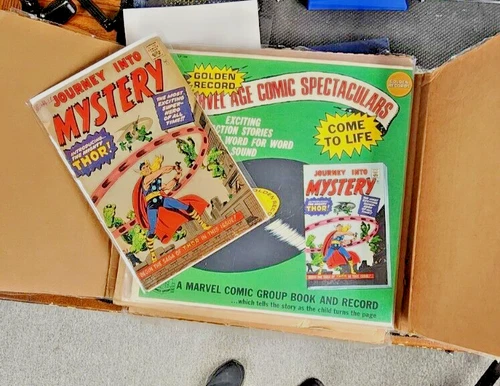 JOURNEY INTO
MYSTERY
THE MOST
EXCITING
SUPER-
HERO
OF ALL
TIME!!
INTRODUCING
THE MIGHTY
THOR!
GOLDEN
RECORD
VEL AGE COMIC SPECTACULARS
EXCITING
CTION STORIES
WORD FOR WORD
SOUND
COME
TO LIFE
JOURNEY INTO
MYSTERY
THOR!
A MARVEL COMIC GROUP BOOK AND RECORD
...which tells the story as the child turns the page